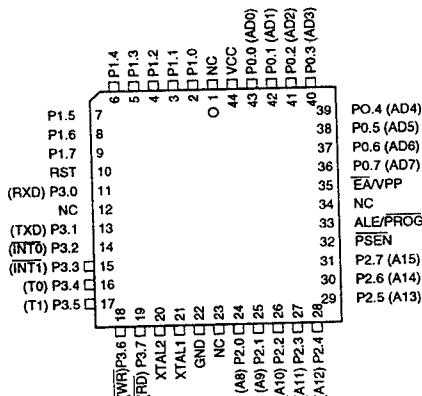 P1.4
P1.3
P1.2
P1.1
P1.0
NC
VCC
P0.0 (AD0)
P0.1 (AD1)
P0.2 (AD2)
P0.3 (AD3)
6
5
4
3
2
1
44
43
42
41
40
P1.5 7
P1.6 8
P1.7 9
RST 10
(RXD) P3.0 11
NC 12
(TXD) P3.1 13
(INT0) P3.2 14
(INT1) P3.3 15
(T0) P3.4 16
(T1) P3.5 17
39 PO.4 (AD4)
38 P0.5 (AD5)
37 P0.6 (AD6)
36 P0.7 (AD7)
35 EA/VPP
34 NC
33 ALE/PROG
32 PSEN
31 P2.7 (A15)
30 P2.6 (A14)
29 P2.5 (A13)
18
19
20
21
22
23
24
25
26
27
28
(WR) P3.6
(RD) P3.7
XTAL2
XTAL1
GND
NC
(A8) P2.0
(A9) P2.1
(A10) P2.2
(A11) P2.3
(A12) P2.4